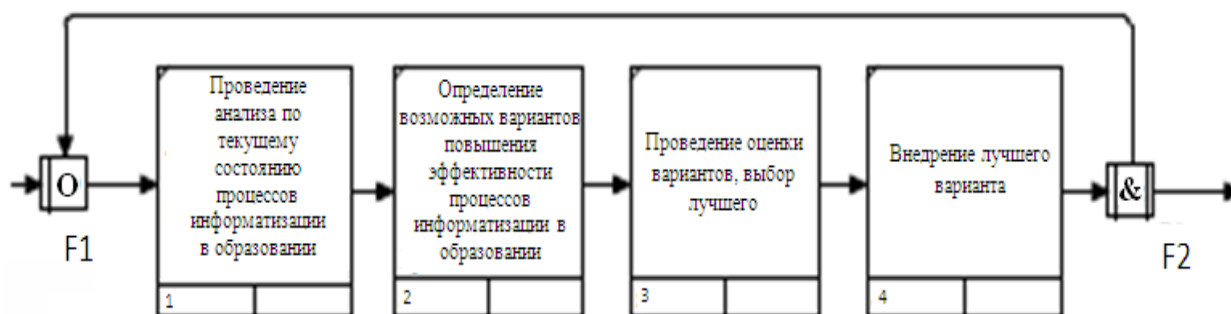 Проведение
анализа по
текущему
состоянию
процессов
информатизации
в образовании
Определение
возможных вариантов
повышения
эффективности
процессов
информатизации в
образовании
Проведение оценки
вариантов, выбор
лучшего
Внедрение лучшего
варианта
O
&
F1
F2
1
2
3
4